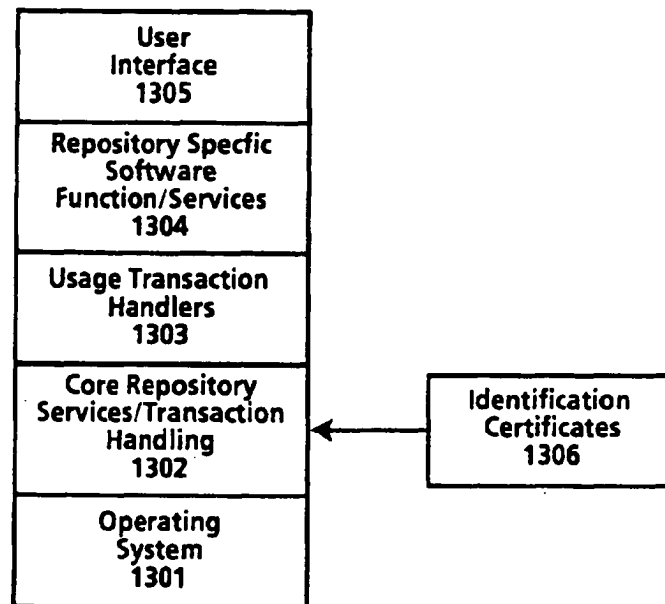 User
Interface
1305
Repository Specfic
Software
Function/Services
1304
Usage Transaction
Handlers
1303
Core Repository
Services/Transaction
Handling
1302
Identification
Certificates
1306
Operating
System
1301